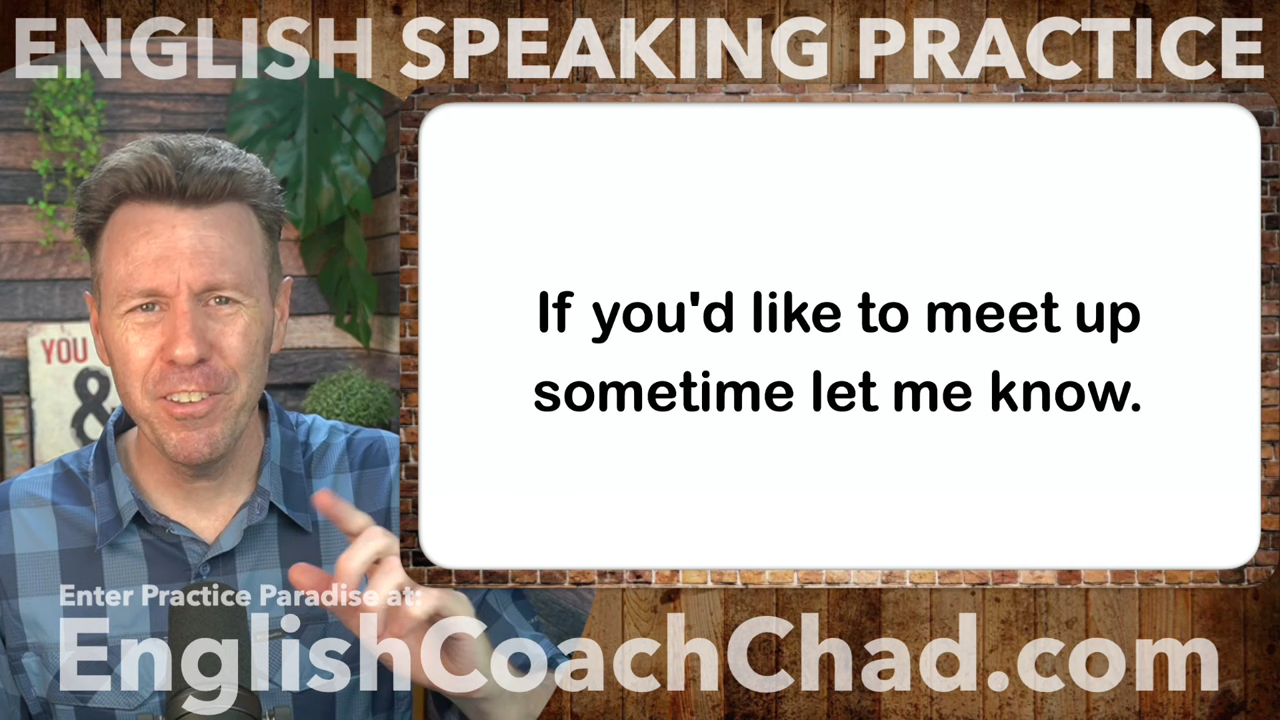 ENGLISH SPEAKING PRACTICE
YOU
&
If you'd like to meet up
sometime let me know.
Enter Practice Paradise at:
EnglishCoachChad.com